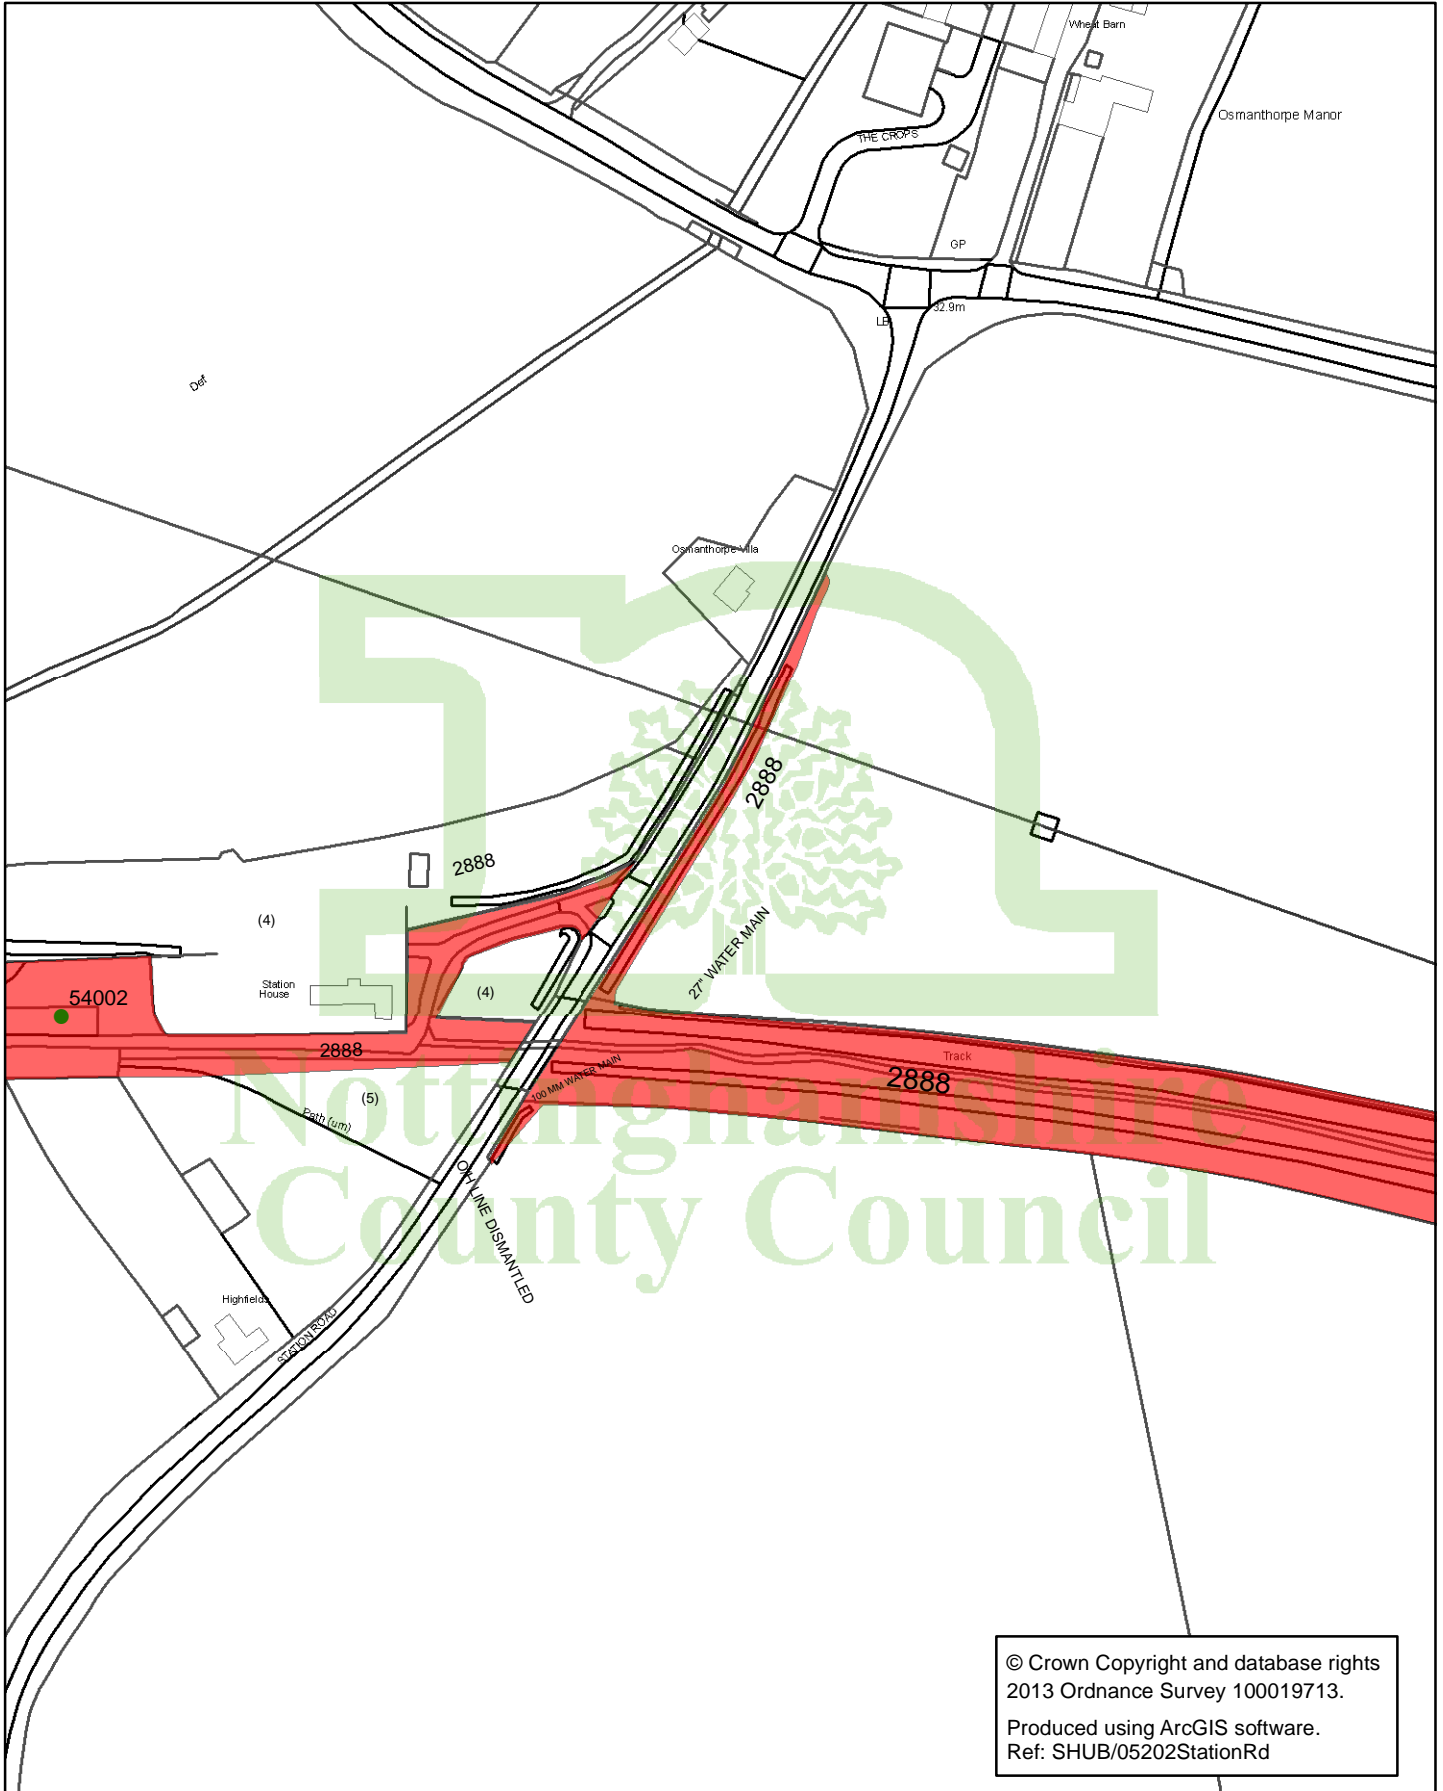 Wheat Barn
Osmanthorpe Manor
THE CROPS
GP
32.9m
LB
Def
Osmanthorpe Villa
2888
2888
(4)
27" WATER MAIN
Station
House
(4)
54002
2888
Track
2888
100 MM WATER MAIN
(5)
Path (um)
Nottinghamshire
County Council
O/H LINE DISMANTLED
Highfields
STATION ROAD
© Crown Copyright and database rights
2013 Ordnance Survey 100019713.
Produced using ArcGIS software.
Ref: SHUB/05202StationRd